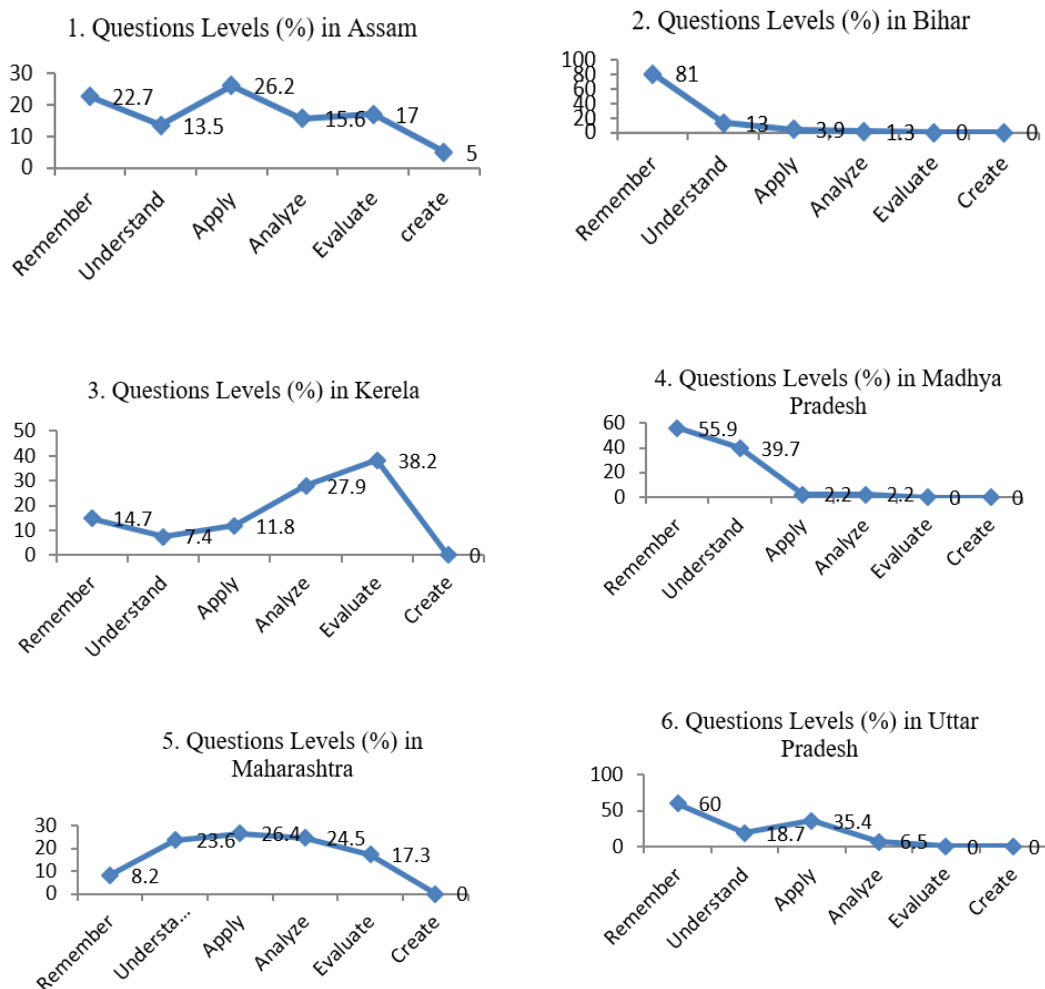 1. Questions Levels (%) in Assam
30
20
10
0
22.7
13.5
26.2
15.6
17
5
Remember
Understand
Apply
Analyze
Evaluate
create
2. Questions Levels (%) in Bihar
100
80
60
40
20
0
81
13
3.9
1.3
0
0
Remember
Understand
Apply
Analyze
Evaluate
Create
3. Questions Levels (%) in Kerela
50
40
30
20
10
0
14.7
7.4
11.8
27.9
38.2
0
Remember
Understand
Apply
Analyze
Evaluate
Create
4. Questions Levels (%) in Madhya
Pradesh
60
40
20
0
55.9
39.7
2.2
2.2
0
0
Remember
Understand
Apply
Analyze
Evaluate
Create
5. Questions Levels (%) in
Maharashtra
30
20
10
0
8.2
23.6
26.4
24.5
17.3
0
Remember
Understa...
Apply
Analyze
Evaluate
Create
6. Questions Levels (%) in Uttar
Pradesh
100
50
0
60
18.7
35.4
6.5
0
0
Remember
Understand
Apply
Analyze
Evaluate
Create